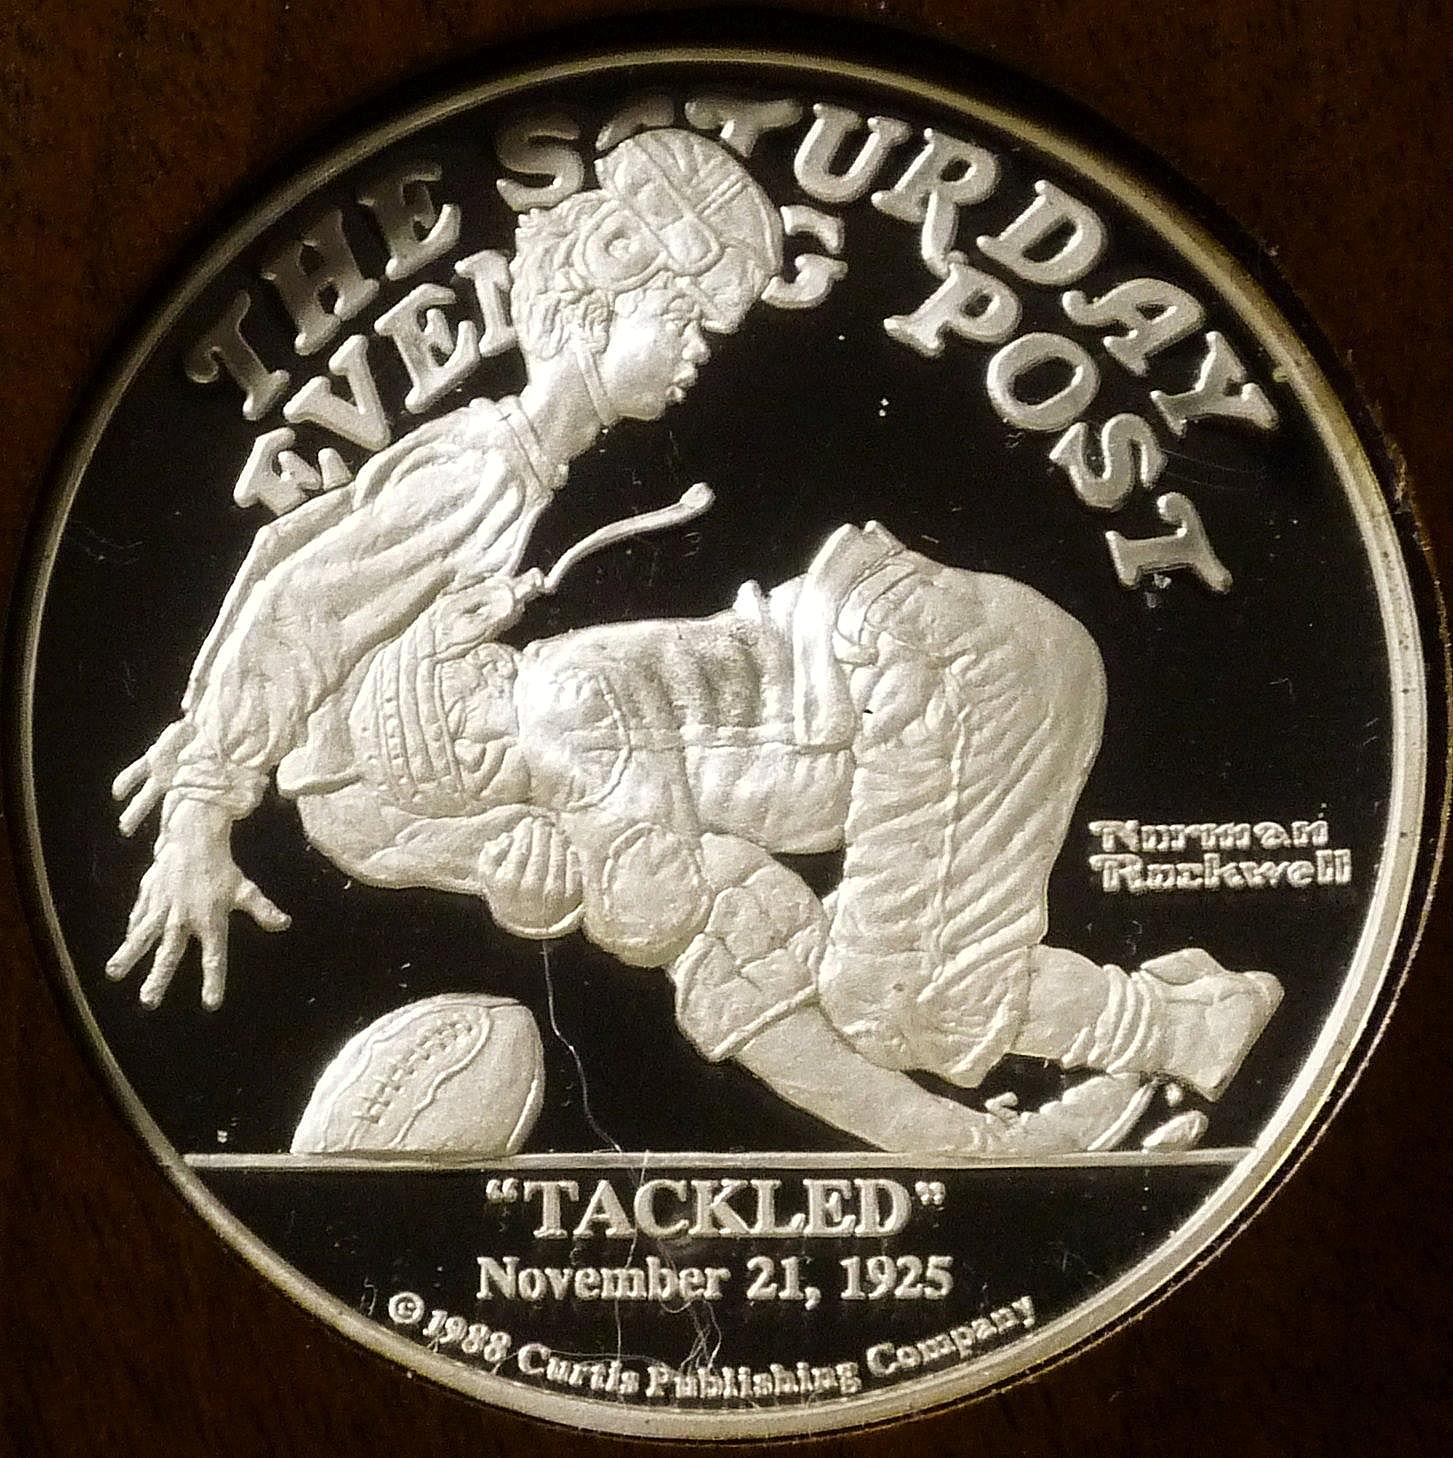 THE SATURDAY
EVENING POST
Norman
Rockwell
"TACKLED"
November 21, 1925
© 1988 Curtis Publishing Company